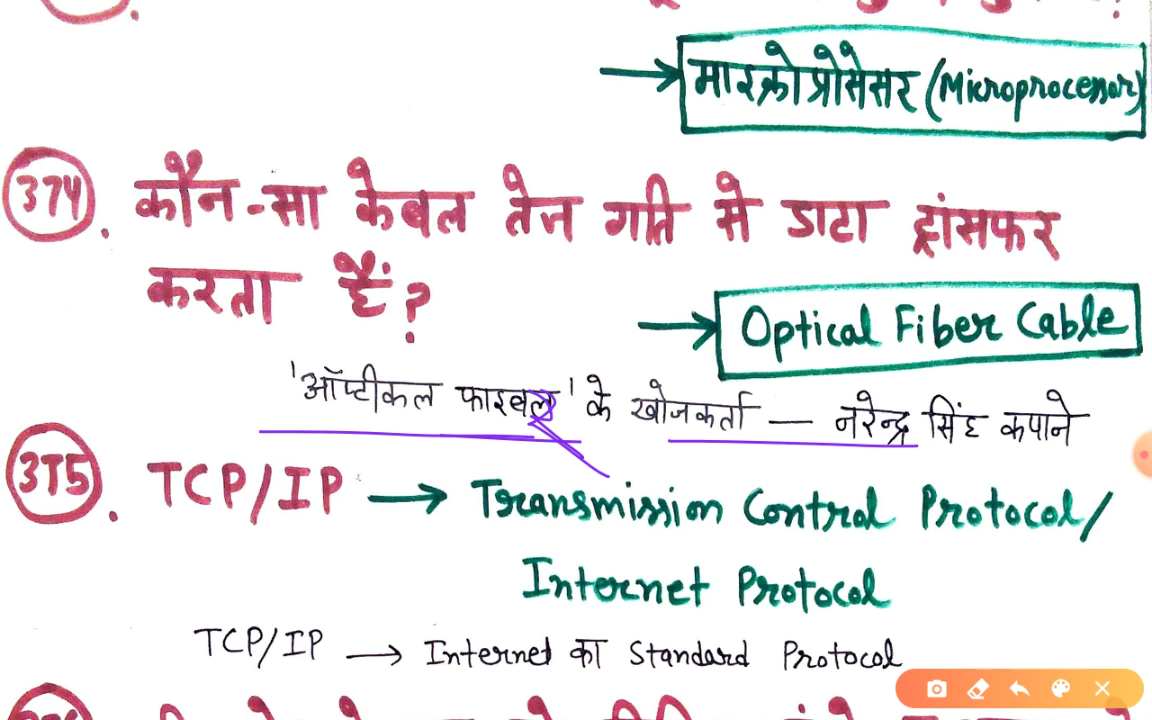 → माइक्रोप्रोसेसर (Microprocessor)
374. कौन-सा केबल तेज गति से डाटा ट्रांसफर
करता हैं?
→ Optical Fiber Cable
'ऑप्टीकल फाइबर' के खोजकर्ता — नरेन्द्र सिंह कपाने
375. TCP/IP → Transmission Control Protocol/
Internet Protocol
TCP/IP → Internet का Standard Protocol